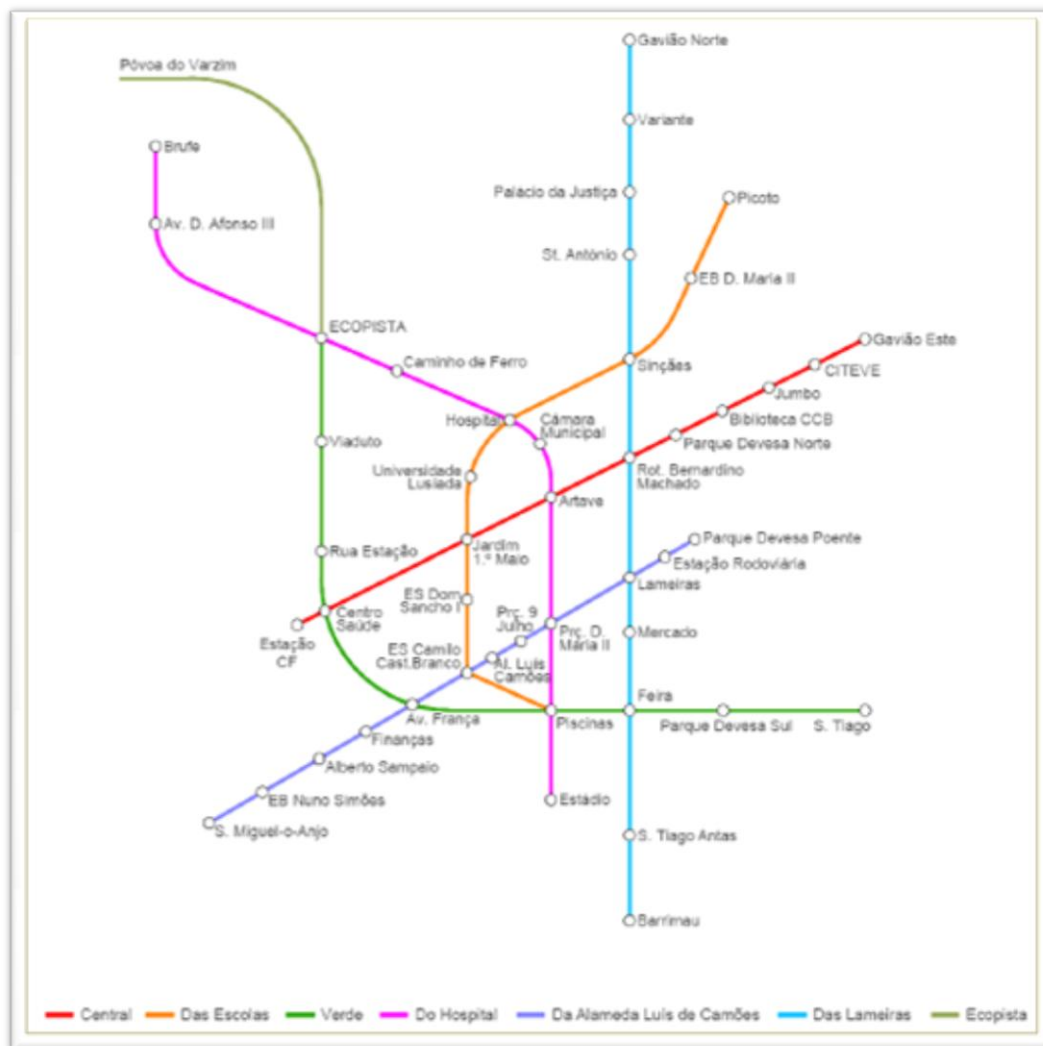 Gavião Norte
Póvoa do Varzim
Variante
Brufe
Palacio da Justiça
Picoto
Av. D. Afonso III
St. António
EB D. Maria II
ECOPISTA
Gavião Este
Caminho de Ferro
Sinçães
CITEVE
Jumbo
Hospital
Câmara
Municipal
Biblioteca CCB
Viaduto
Parque Devesa Norte
Universidade
Lusíada
Rot. Bernardino
Machado
Artave
Rua Estação
Jardim
1.º Maio
Parque Devesa Poente
Estação Rodoviária
Lameiras
ES Dom
Sancho I
Centro
Saúde
Prç. 9
Julho
Estação
CF
Prç. D.
Maria II
Mercado
ES Camilo
Cast.Branco
Al. Luís
Camões
Feira
Av. França
Piscinas
Parque Devesa Sul
S. Tiago
Finanças
Alberto Sampaio
EB Nuno Simões
Estádio
S. Miguel-o-Anjo
S. Tiago Antas
Barrimau
Central
Das Escolas
Verde
Do Hospital
Da Alameda Luís de Camões
Das Lameiras
Ecopista